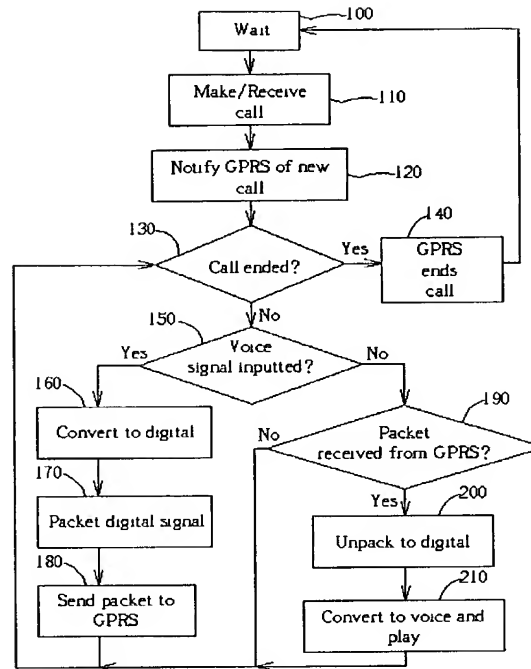 100
Wait
Make/Receive
call
110
Notify GPRS of new
call
120
130
Call ended?
Yes
140
GPRS
ends
call
No
150
Voice
signal inputted?
Yes
No
160
Convert to digital
170
Packet digital signal
180
Send packet to
GPRS
190
Packet
received from GPRS?
No
Yes
200
Unpack to digital
210
Convert to voice and
play